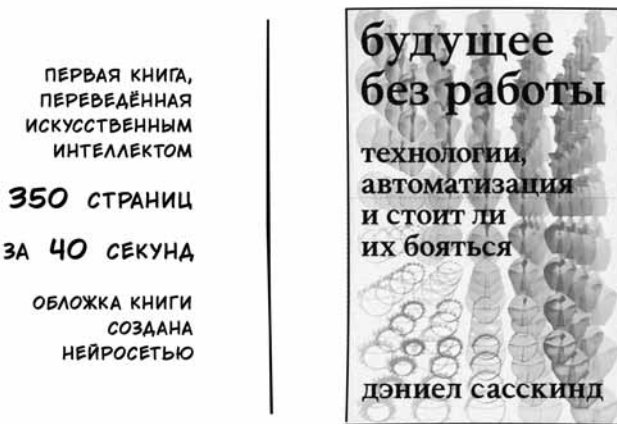 ПЕРВАЯ КНИГА,
ПЕРЕВЕДЁННАЯ
ИСКУССТВЕННЫМ
ИНТЕЛЛЕКТОМ
350 СТРАНИЦ
ЗА 40 СЕКУНД
ОБЛОЖКА КНИГИ
СОЗДАНА
НЕЙРОСЕТЬЮ
будущее
без работы
технологии,
автоматизация
и стоит ли
их бояться
дэниел сасскинд